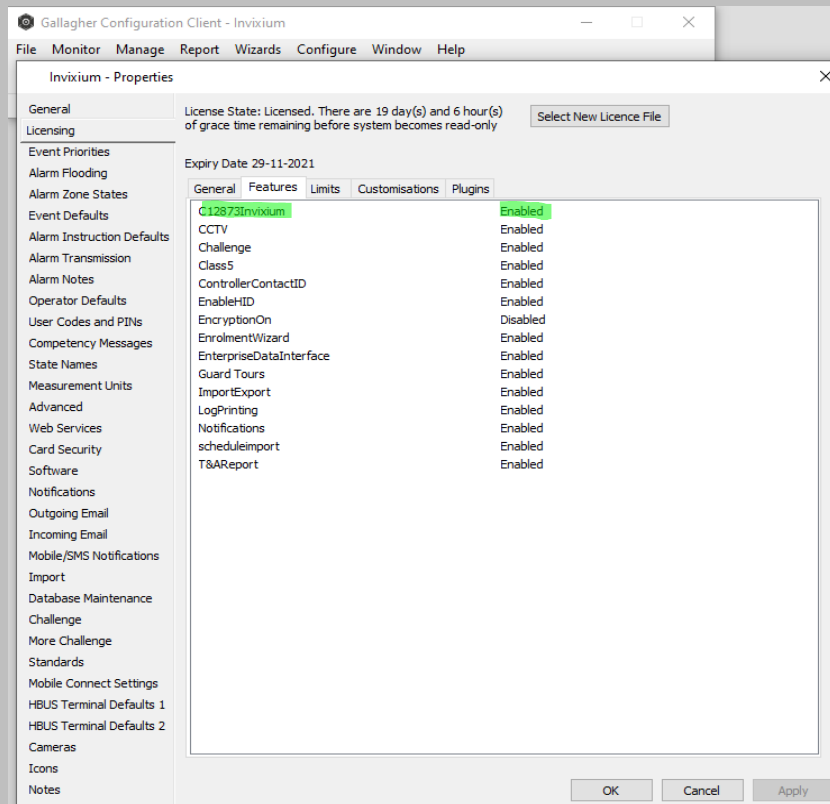 Gallagher Configuration Client - Invixium
File Monitor Manage Report Wizards Configure Window Help
Invixium - Properties
General
Licensing
Event Priorities
Alarm Flooding
Alarm Zone States
Event Defaults
Alarm Instruction Defaults
Alarm Transmission
Alarm Notes
Operator Defaults
User Codes and PINs
Competency Messages
State Names
Measurement Units
Advanced
Web Services
Card Security
Software
Notifications
Outgoing Email
Incoming Email
Mobile/SMS Notifications
Import
Database Maintenance
Challenge
More Challenge
Standards
Mobile Connect Settings
HBUS Terminal Defaults 1
HBUS Terminal Defaults 2
Cameras
Icons
Notes
License State: Licensed. There are 19 day(s) and 6 hour(s)
of grace time remaining before system becomes read-only
Select New Licence File
Expiry Date 29-11-2021
General Features Limits Customisations Plugins
C12873Invixium Enabled
CCTV Enabled
Challenge Enabled
Class5 Enabled
ControllerContactID Enabled
EnableHID Enabled
EncryptionOn Disabled
EnrolmentWizard Enabled
EnterpriseDataInterface Enabled
Guard Tours Enabled
ImportExport Enabled
LogPrinting Enabled
Notifications Enabled
scheduleimport Enabled
T&AReport Enabled
OK Cancel Apply